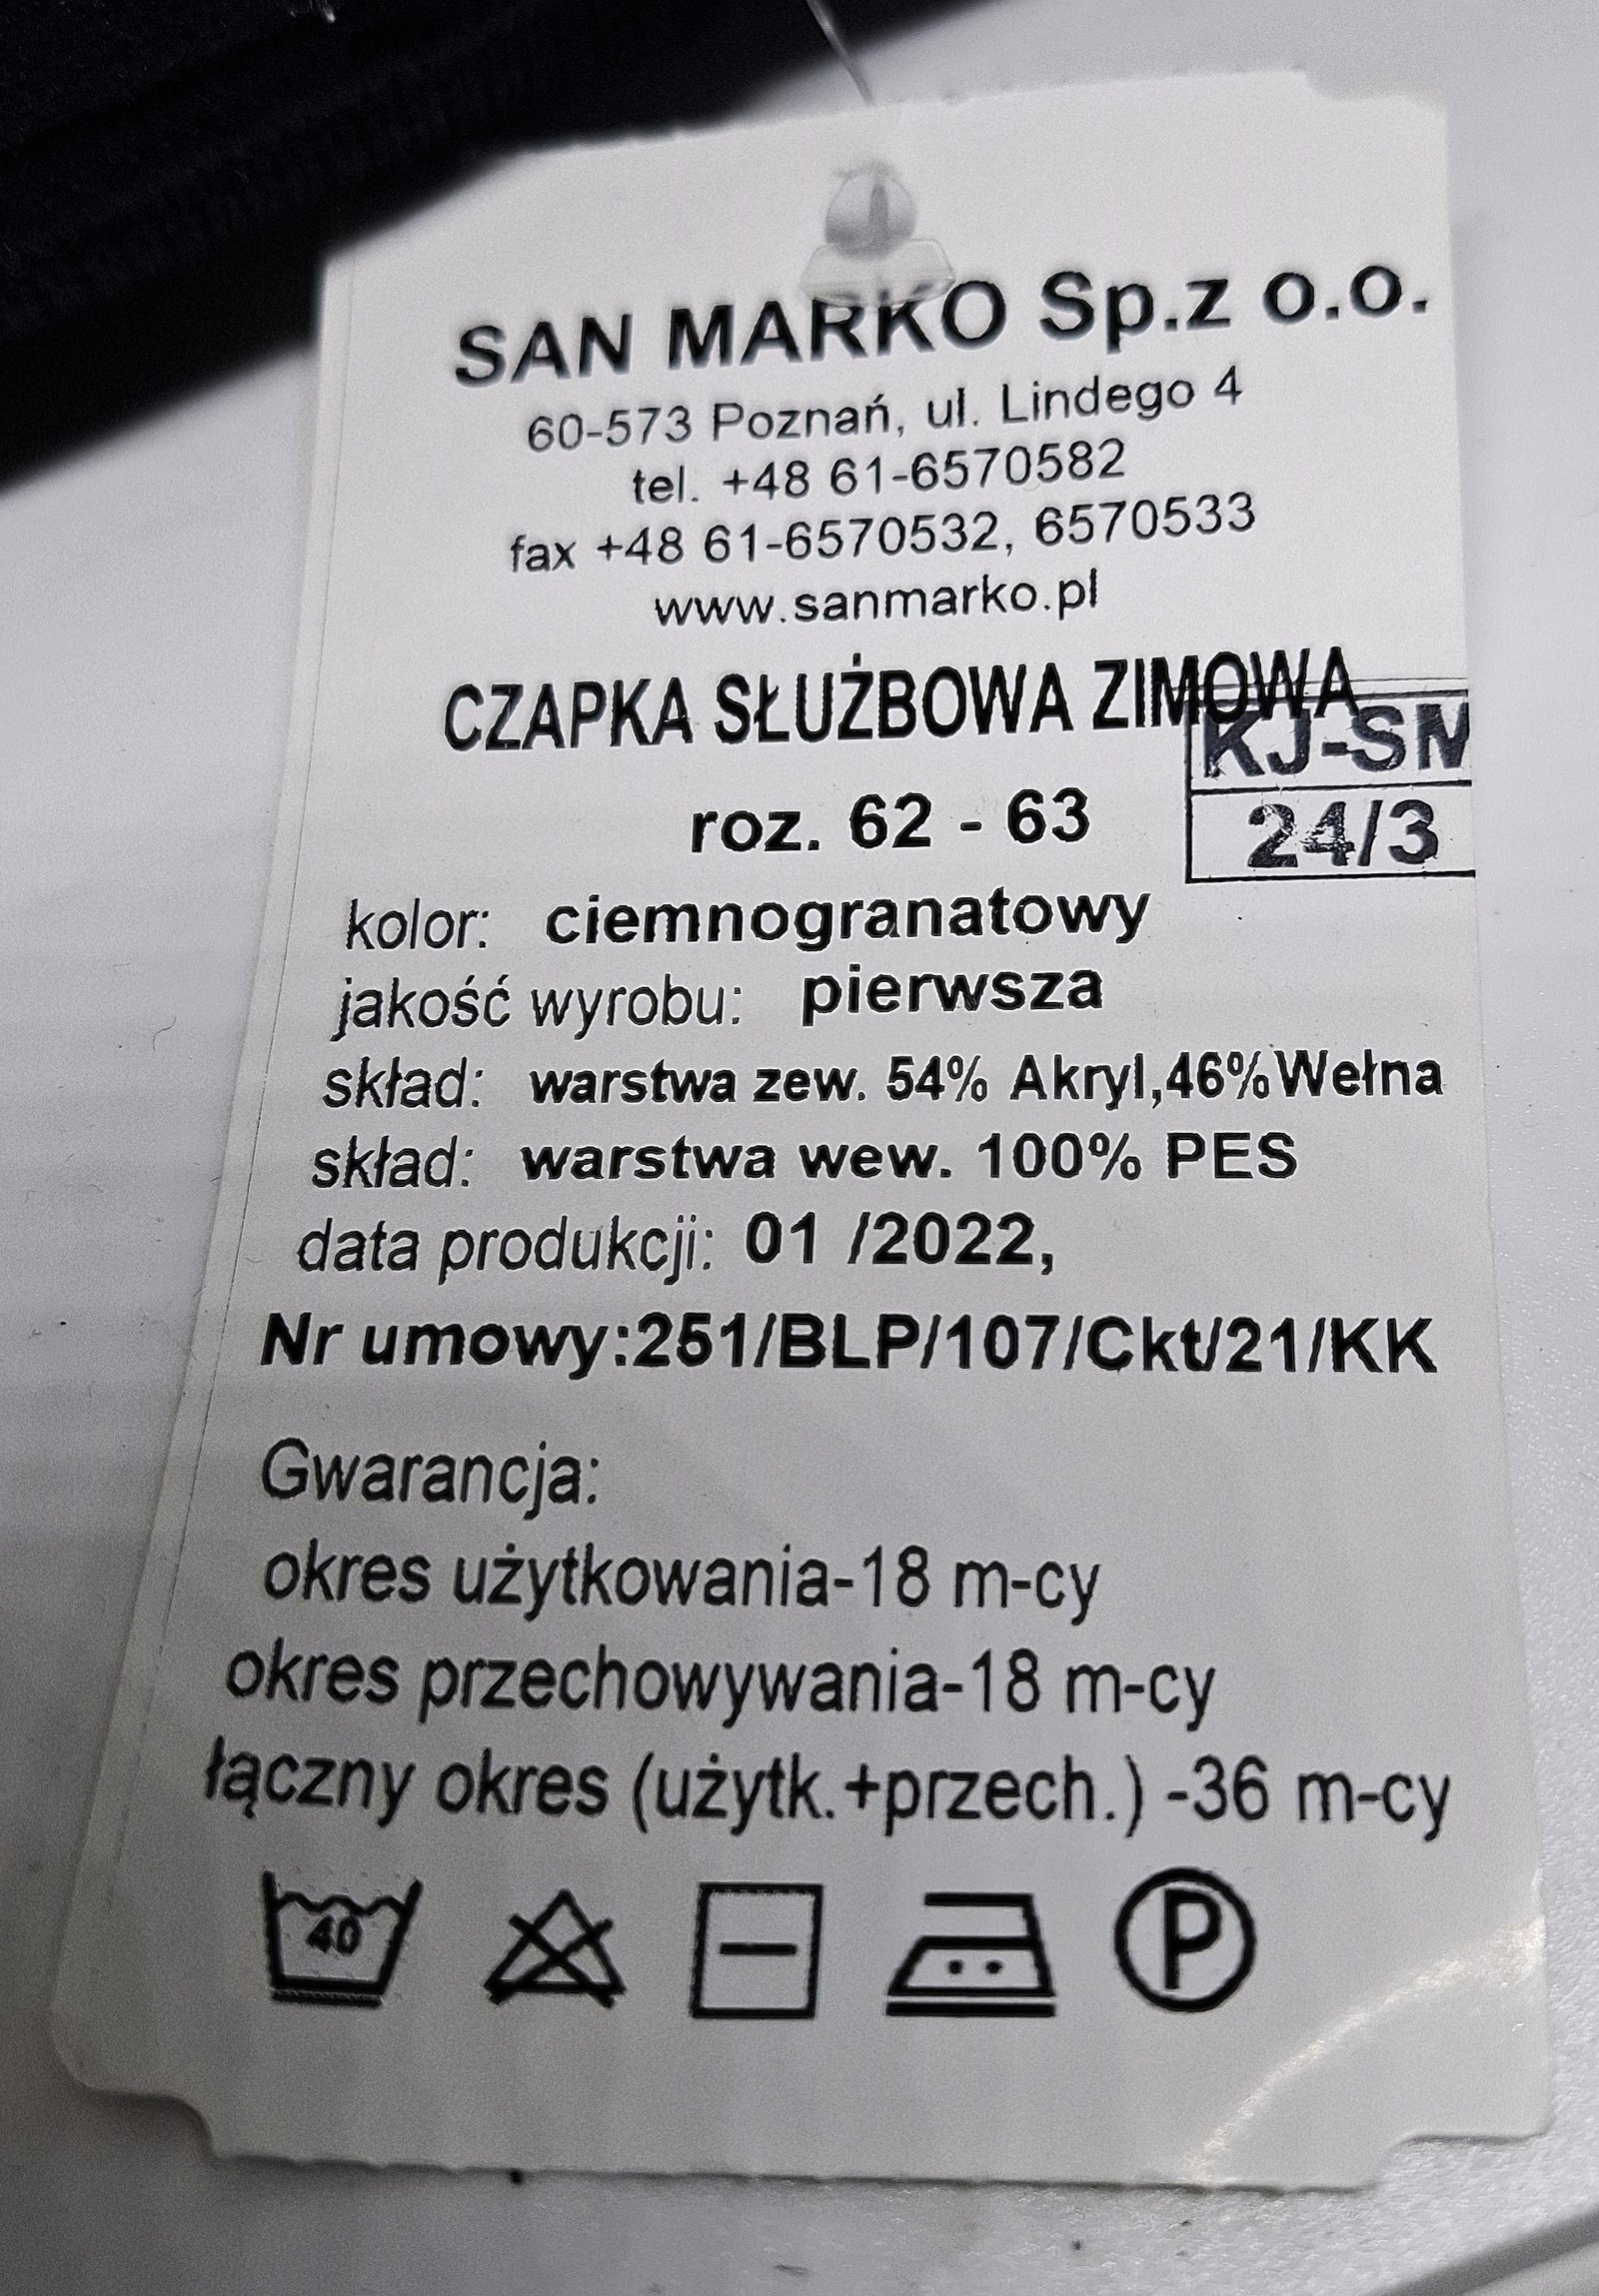 SAN MARKO Sp.z o.o.
60-573 Poznań, ul. Lindego 4
tel. +48 61-6570582
fax +48 61-6570532, 6570533
www.sanmarko.pl
CZAPKA SŁUŻBOWA ZIMOWA
KJ-SM
roz. 62 - 63
24/3
kolor: ciemnogranatowy
jakość wyrobu: pierwsza
skład: warstwa zew. 54% Akryl,46%Wełna
skład: warstwa wew. 100% PES
data produkcji: 01 /2022,
Nr umowy:251/BLP/107/Ckt/21/KK
Gwarancja:
okres użytkowania-18 m-cy
okres przechowywania-18 m-cy
łączny okres (użytk.+przech.) -36 m-cy
40 P